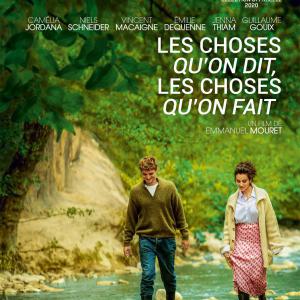 2020
CAMÉLIA NIELS VINCENT ÉMILIE JENNA GUILLAUME
JORDANA SCHNEIDER MACAIGNE DEQUENNE THIAM GOUIX
LES CHOSES
QU'ON DIT,
LES CHOSES
QU'ON FAIT
UN FILM DE
EMMANUEL MOURET